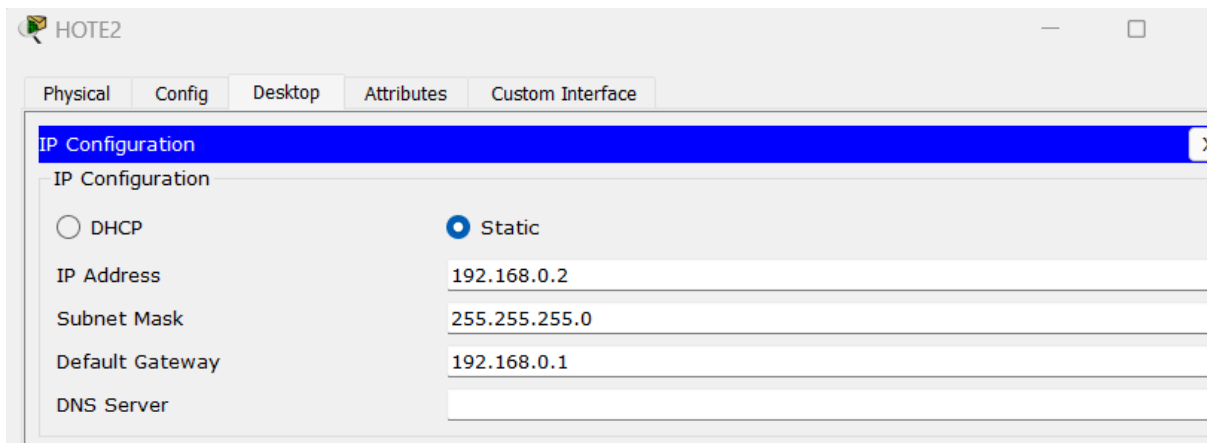 HOTE2
Physical Config Desktop Attributes Custom Interface
IP Configuration
IP Configuration
DHCP Static
IP Address 192.168.0.2
Subnet Mask 255.255.255.0
Default Gateway 192.168.0.1
DNS Server